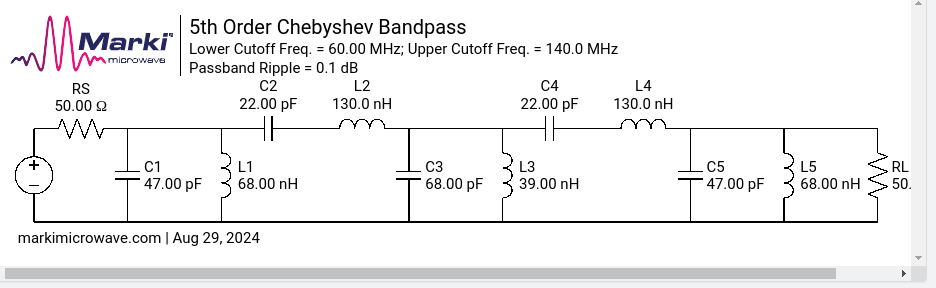 Marki
microwave
5th Order Chebyshev Bandpass
Lower Cutoff Freq. = 60.00 MHz; Upper Cutoff Freq. = 140.0 MHz
Passband Ripple = 0.1 dB
RS
50.00 Ω
C2
22.00 pF
L2
130.0 nH
C4
22.00 pF
L4
130.0 nH
C1
47.00 pF
L1
68.00 nH
C3
68.00 pF
L3
39.00 nH
C5
47.00 pF
L5
68.00 nH
RL
50.
markimicrowave.com | Aug 29, 2024